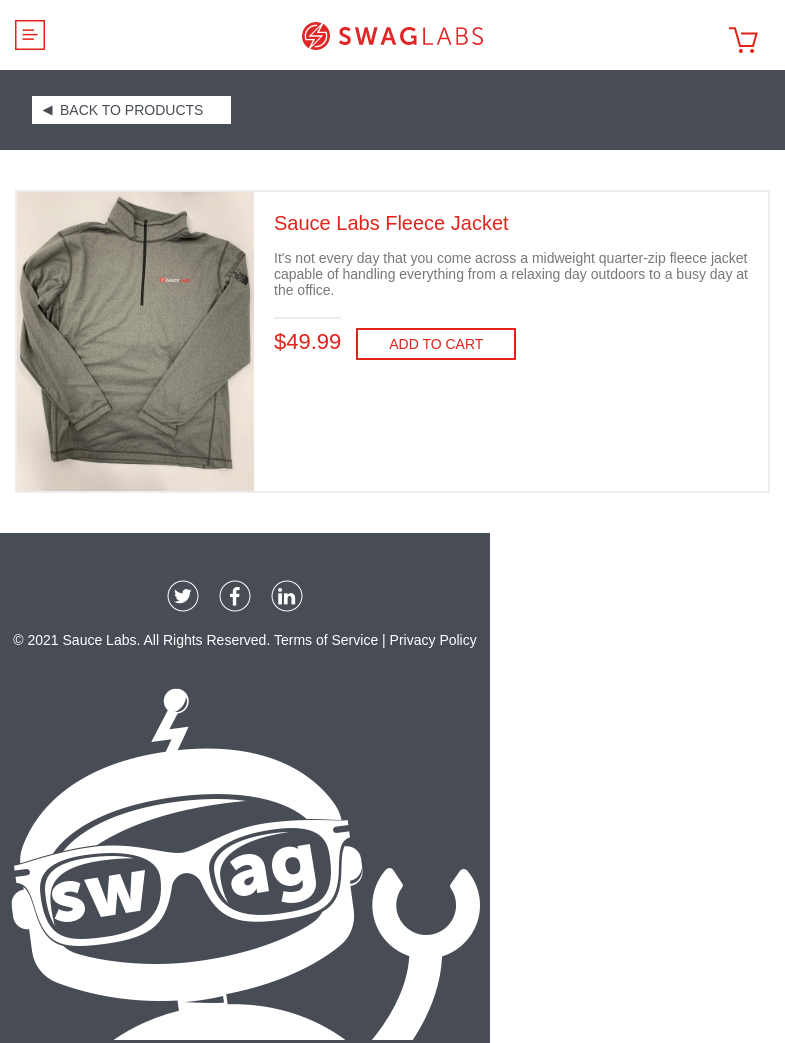 SWAGLABS
◄ BACK TO PRODUCTS
Sauce Labs Fleece Jacket
It's not every day that you come across a midweight quarter-zip fleece jacket
capable of handling everything from a relaxing day outdoors to a busy day at
the office.
$49.99
ADD TO CART
© 2021 Sauce Labs. All Rights Reserved. Terms of Service | Privacy Policy
swag